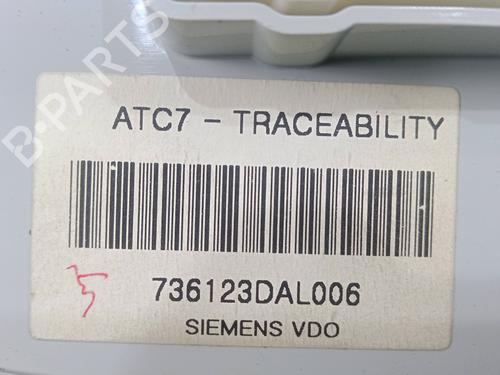 B-PARTS
ATC7 - TRACEABILITY
736123DAL006
SIEMENS VDO